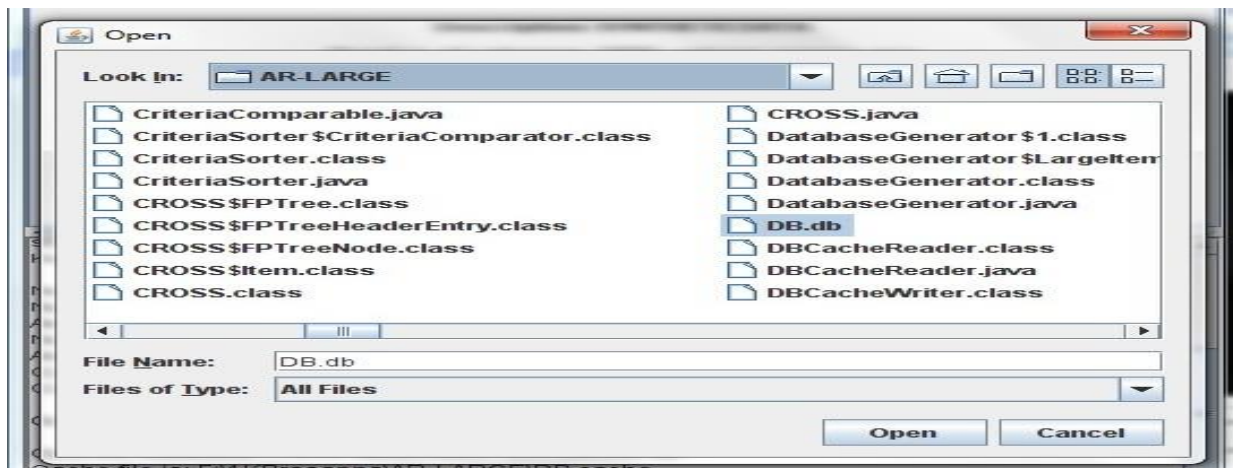 Open
Look In: AR-LARGE
CriteriaComparable.java
CriteriaSorter$CriteriaComparator.class
CriteriaSorter.class
CriteriaSorter.java
CROSS$FPTree.class
CROSS$FPTreeHeaderEntry.class
CROSS$FPTreeNode.class
CROSS$Item.class
CROSS.class
CROSS.java
DatabaseGenerator$1.class
DatabaseGenerator$LargeItem
DatabaseGenerator.class
DatabaseGenerator.java
DB.db
DBCacheReader.class
DBCacheReader.java
DBCacheWriter.class
File Name: DB.db
Files of Type: All Files
Open Cancel